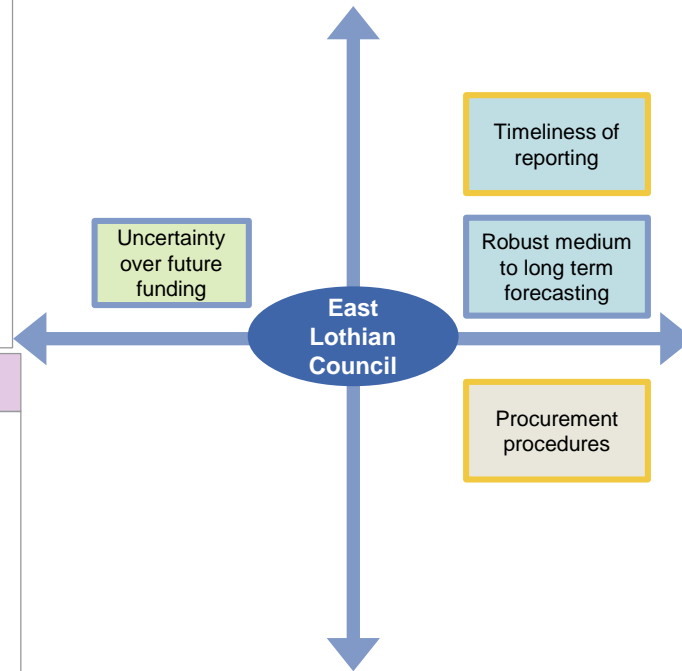 Timeliness of
reporting
Uncertainty
over future
funding
Robust medium
to long term
forecasting
East
Lothian
Council
Procurement
procedures